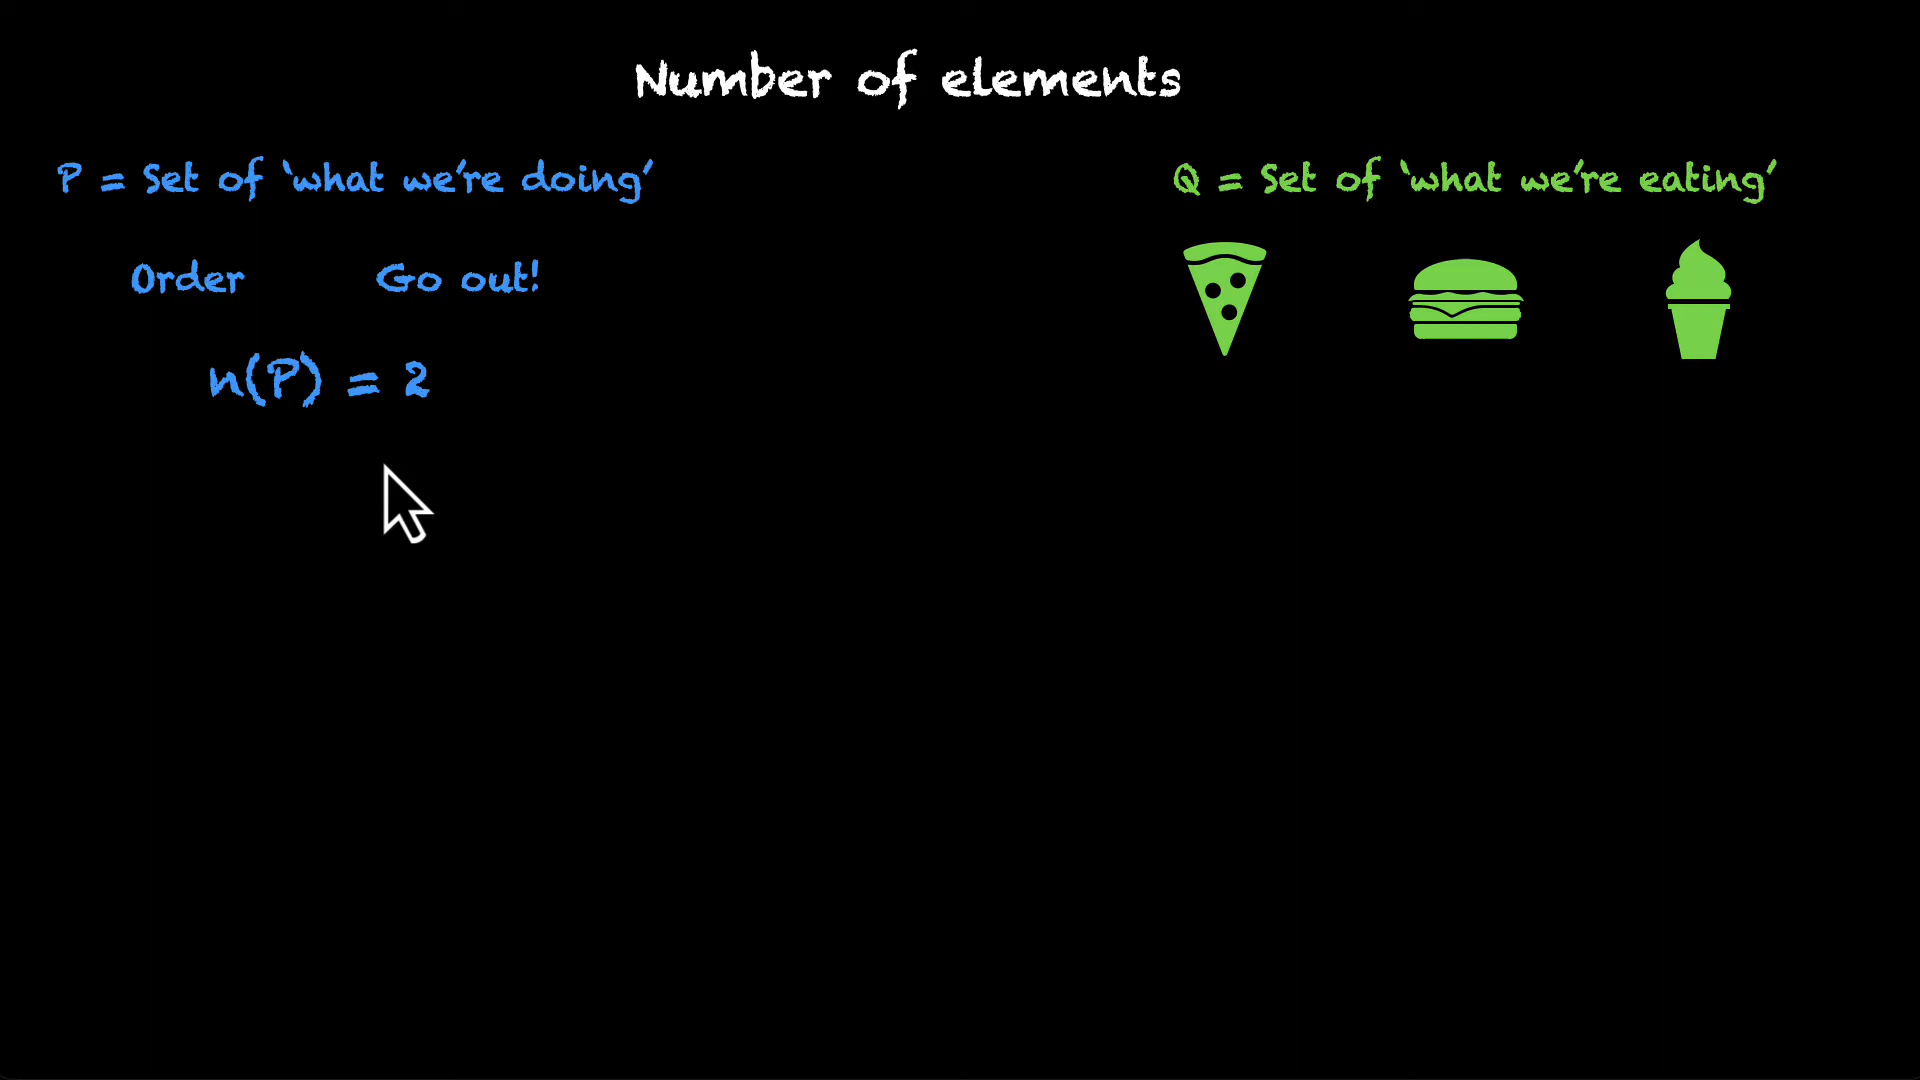 Number of elements
P = Set of ‘what we’re doing’
Q = Set of ‘what we’re eating’
Order Go out!
n(P) = 2